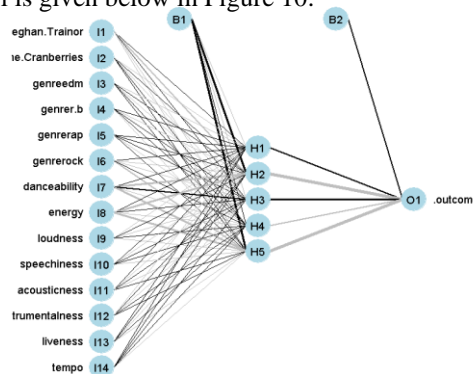 n is given below in Figure 10.
B1 B2
eghan.Trainor I1
ne.Cranberries I2
genreedm I3
genrer.b I4
genrerap I5
genrerock I6
danceability I7
energy I8
loudness I9
speechiness I10
acousticness I11
trumentalness I12
liveness I13
tempo I14
H1
H2
H3
H4
H5
O1 .outcom